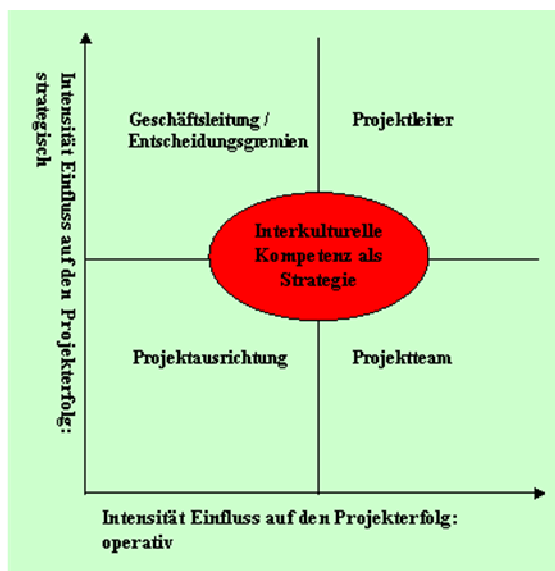 Intensität Einfluss auf den Projekterfolg:
strategisch
Geschäftsleitung /
Entscheidungsgremien
Projektleiter
Interkulturelle
Kompetenz als
Strategie
Projektausrichtung
Projektteam
Intensität Einfluss auf den Projekterfolg:
operativ